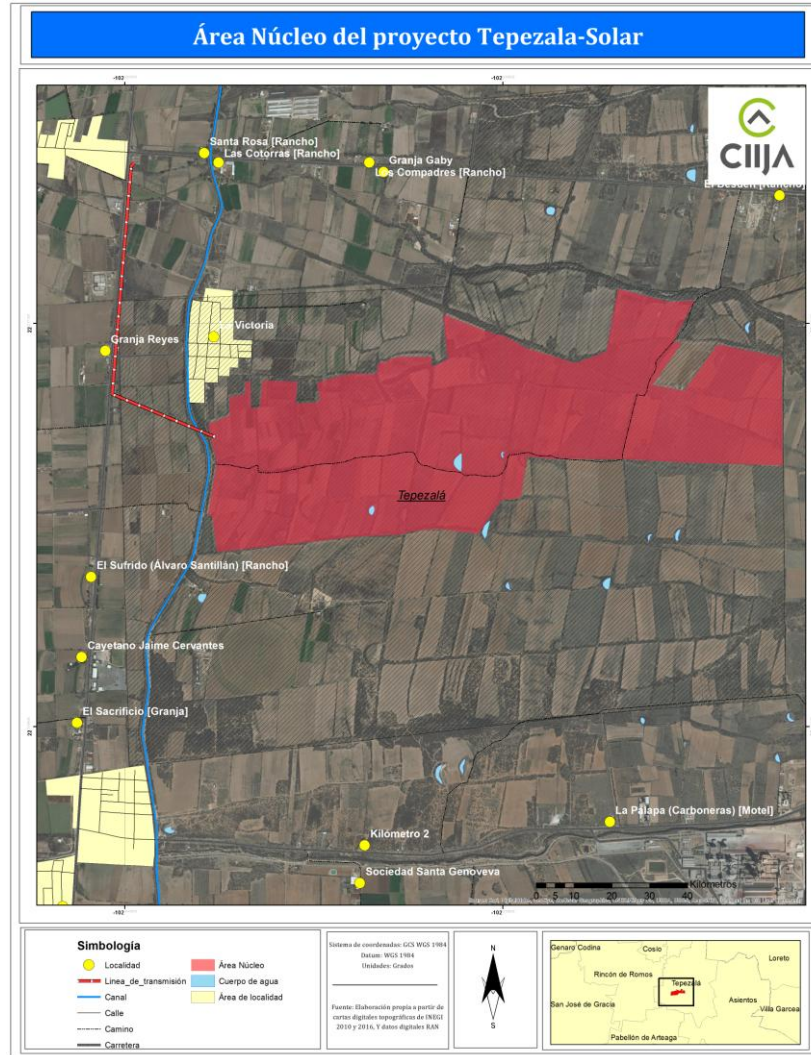 Área Núcleo del proyecto Tepezala-Solar
-102
-102
CIIJA
Santa Rosa [Rancho]
Las Cotorras [Rancho]
Granja Gaby
Los Compadres [Rancho]
22
Victoria
Granja Reyes
Tepezalá
El Sufrido (Álvaro Santillán) [Rancho]
Cayetano Jaime Cervantes
El Sacrificio [Granja]
22
La Palapa (Carboneras) [Motel]
Kilómetro 2
Sociedad Santa Genoveva
0 5 10 20 30 40
Kilómetros
-102
-102
Simbología
Localidad
Linea_de_transmisión
Canal
Calle
Camino
Carretera
Área Núcleo
Cuerpo de agua
Área de localidad
Sistema de coordenadas: GCS WGS 1984
Datum: WGS 1984
Unidades: Grados
Fuente: Elaboración propia a partir de
cartas digitales topográficas de INEGI
2010 y 2016, Y datos digitales RAN
N
S
Genaro Codina
Cosío
Loreto
Rincón de Romos
Tepezalá
San José de Gracia
Asientos
Villa García
Pabellón de Arteaga